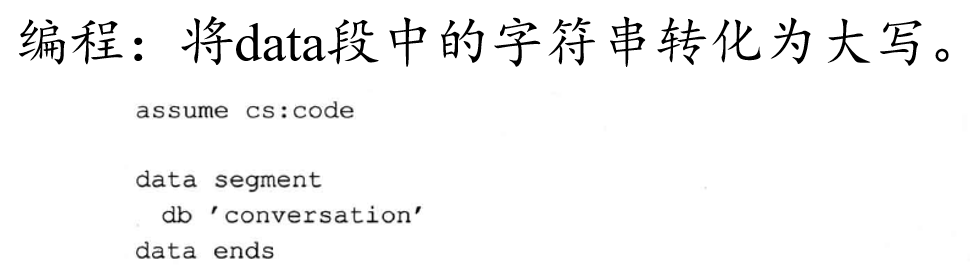 编程：将data段中的字符串转化为大写。
assume cs:code
data segment
db 'conversation'
data ends